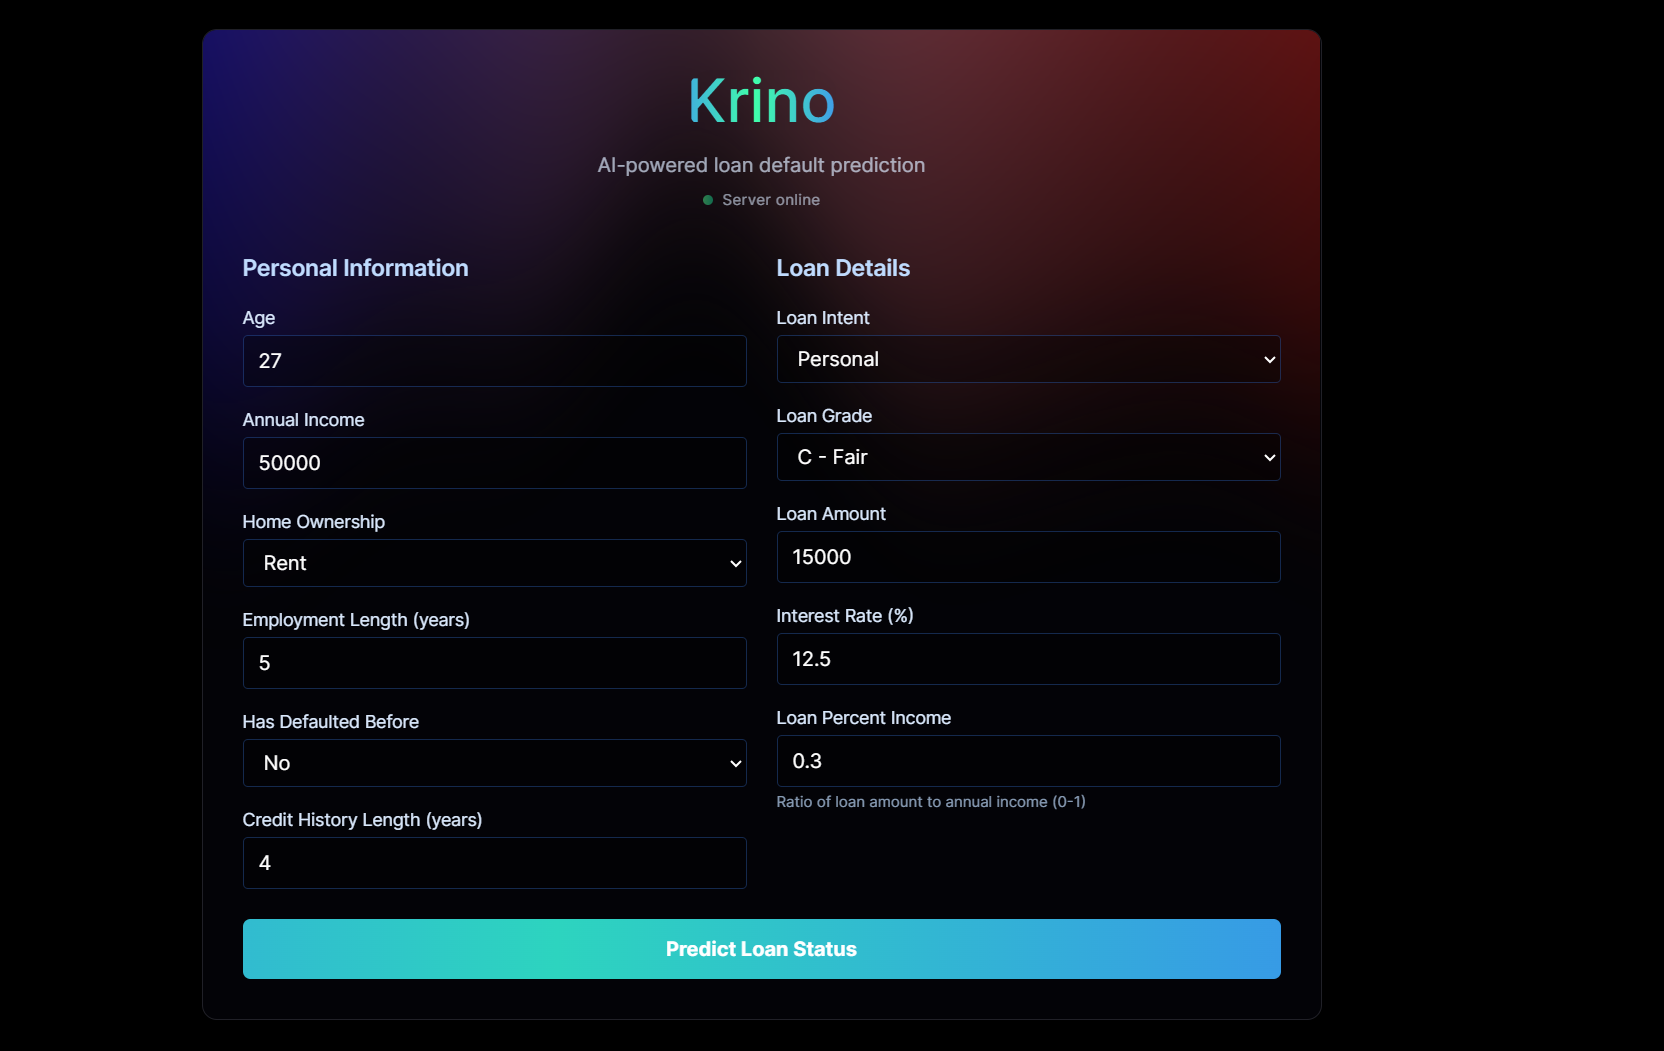 Krino
AI-powered loan default prediction
Server online
Personal Information
Age
27
Annual Income
50000
Home Ownership
Rent
Employment Length (years)
5
Has Defaulted Before
No
Credit History Length (years)
4
Loan Details
Loan Intent
Personal
Loan Grade
C - Fair
Loan Amount
15000
Interest Rate (%)
12.5
Loan Percent Income
0.3
Ratio of loan amount to annual income (0-1)
Predict Loan Status